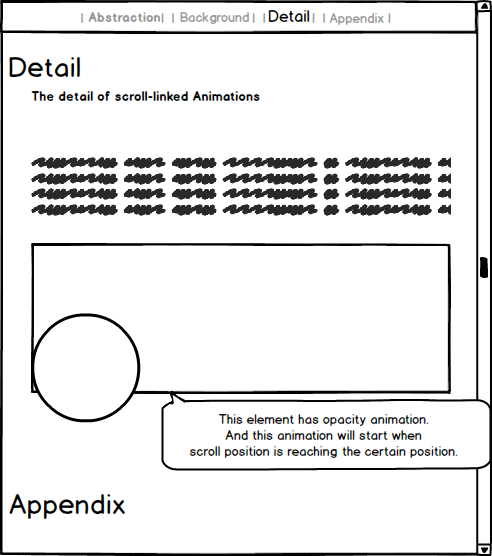 | Abstraction| | Background | | Detail | | Appendix |
Detail
The detail of scroll-linked Animations
This element has opacity animation.
And this animation will start when
scroll position is reaching the certain position.
Appendix